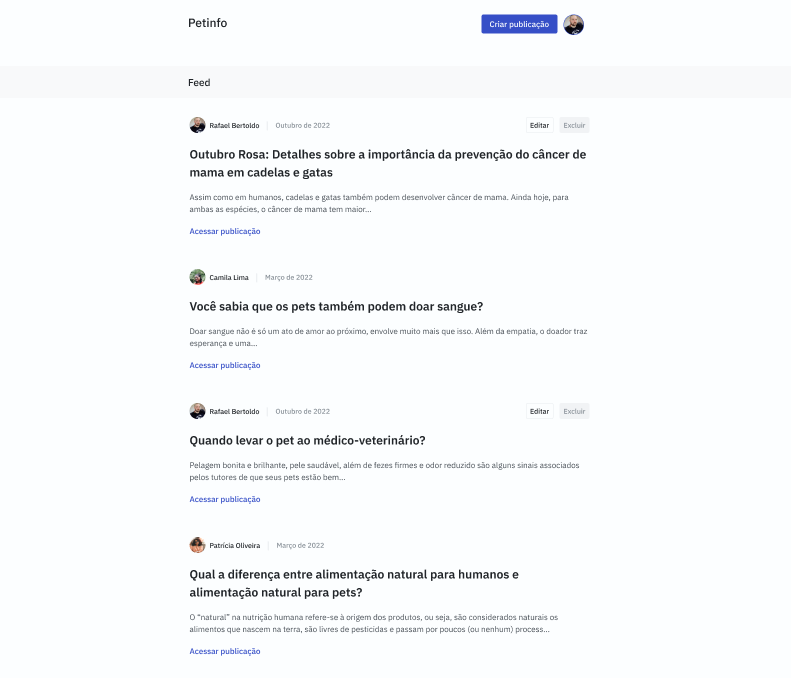 Petinfo
Criar publicação
Feed
Rafael Bertoldo | Outubro de 2022
Editar
Excluir
Outubro Rosa: Detalhes sobre a importância da prevenção do câncer de
mama em cadelas e gatas
Assim como em humanos, cadelas e gatas também podem desenvolver câncer de mama. Ainda hoje, para
ambas as espécies, o câncer de mama tem maior...
Acessar publicação
Camila Lima | Março de 2022
Você sabia que os pets também podem doar sangue?
Doar sangue não é só um ato de amor ao próximo, envolve muito mais que isso. Além da empatia, o doador traz
esperança e uma...
Acessar publicação
Rafael Bertoldo | Outubro de 2022
Editar
Excluir
Quando levar o pet ao médico-veterinário?
Pelagem bonita e brilhante, pele saudável, além de fezes firmes e odor reduzido são alguns sinais associados
pelos tutores de que seus pets estão bem...
Acessar publicação
Patrícia Oliveira | Março de 2022
Qual a diferença entre alimentação natural para humanos e
alimentação natural para pets?
O “natural” na nutrição humana refere-se à origem dos produtos, ou seja, são considerados naturais os
alimentos que nascem na terra, são livres de pesticidas e passam por poucos (ou nenhum) process...
Acessar publicação